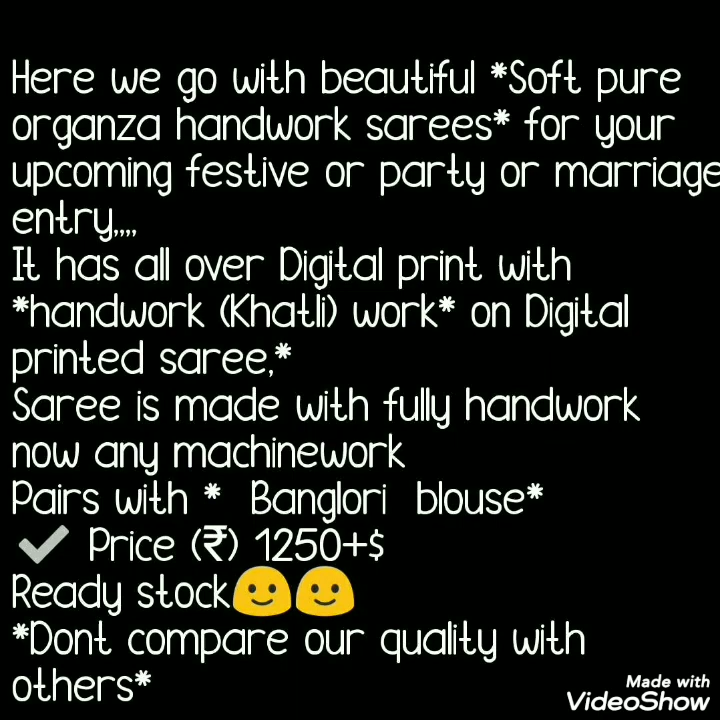 Here we go with beautiful *Soft pure
organza handwork sarees* for your
upcoming festive or party or marriage
entry,,,,
It has all over Digital print with
*handwork (Khatli) work* on Digital
printed saree,*
Saree is made with fully handwork
now any machinework
Pairs with *  Banglori  blouse*
✔ Price (₹) 1250+$
Ready stock🙂🙂
*Dont compare our quality with
others*
Made with
VideoShow